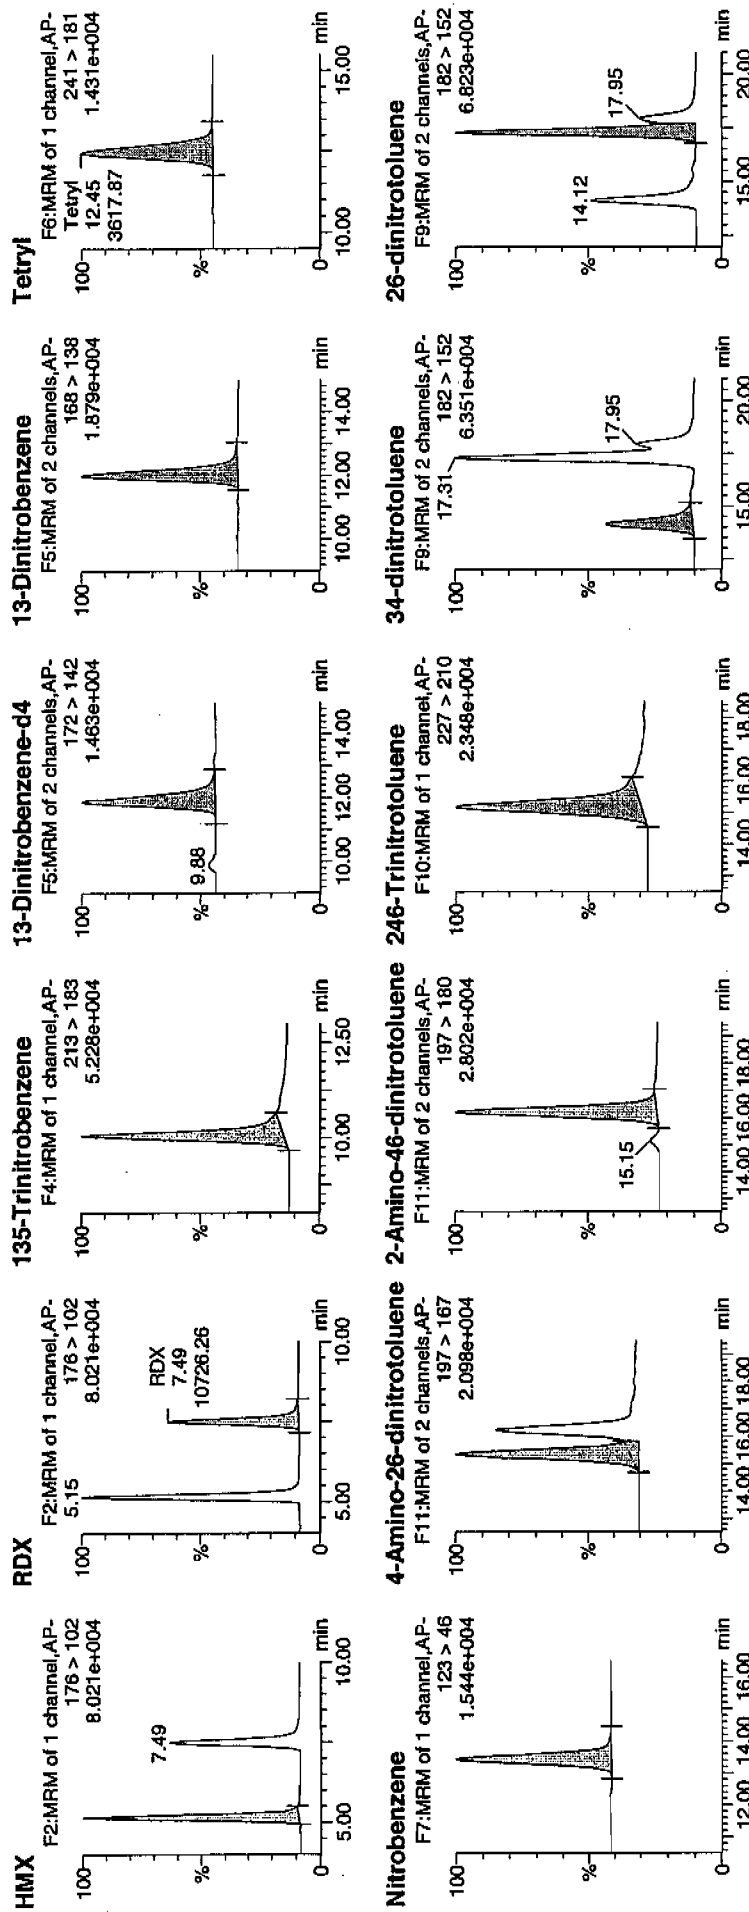 HMX
F2:MRM of 1 channel,AP-
176 > 102
8.021e+004
100
%
0
7.49
5.00
10.00
min
RDX
F2:MRM of 1 channel,AP-
5.15
176 > 102
8.021e+004
100
%
0
RDX
7.49
10726.26
5.00
10.00
min
135-Trinitrobenzene
F4:MRM of 1 channel,AP-
213 > 183
5.228e+004
100
%
0
10.00
12.50
min
13-Dinitrobenzene-d4
F5:MRM of 2 channels,AP-
172 > 142
1.463e+004
100
%
0
9.88
10.00
12.00
14.00
min
13-Dinitrobenzene
F5:MRM of 2 channels,AP-
168 > 138
1.879e+004
100
%
0
10.00
12.00
14.00
min
Tetryl
F6:MRM of 1 channel,AP-
Tetryl
12.45
3617.87
241 > 181
1.431e+004
100
%
0
10.00
15.00
min
Nitrobenzene
F7:MRM of 1 channel,AP-
123 > 46
1.544e+004
100
%
0
12.00
14.00
16.00
min
4-Amino-26-dinitrotoluene
F11:MRM of 2 channels,AP-
197 > 167
2.098e+004
100
%
0
14.00
16.00
18.00
min
2-Amino-46-dinitrotoluene
F11:MRM of 2 channels,AP-
197 > 180
2.802e+004
100
%
0
15.15
14.00
16.00
18.00
min
246-Trinitrotoluene
F10:MRM of 1 channel,AP-
227 > 210
2.348e+004
100
%
0
14.00
16.00
18.00
min
34-dinitrotoluene
F9:MRM of 2 channels,AP-
182 > 152
6.351e+004
100
%
0
17.31
17.95
15.00
20.00
min
26-dinitrotoluene
F9:MRM of 2 channels,AP-
182 > 152
6.823e+004
100
%
0
14.12
17.95
15.00
20.00
min